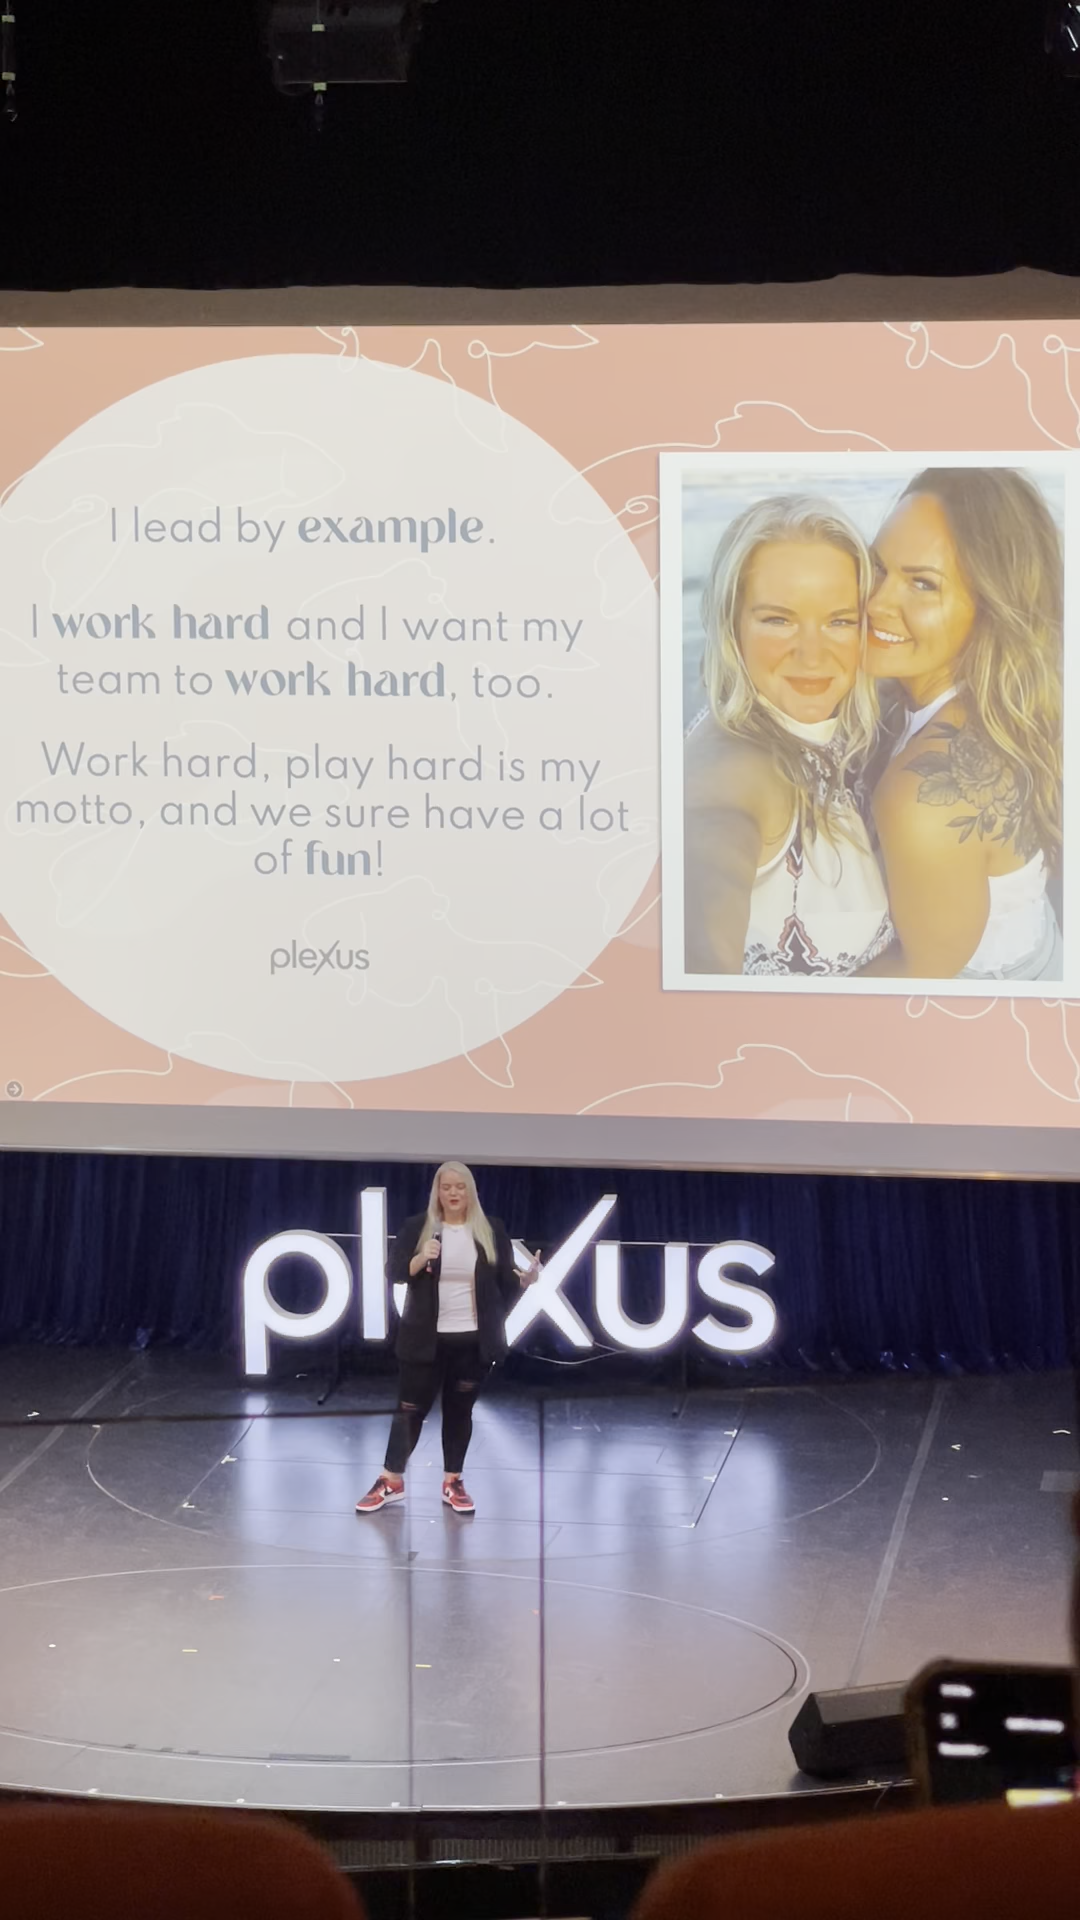 I lead by example.
I work hard and I want my
team to work hard, too.
Work hard, play hard is my
motto, and we sure have a lot
of fun!
plexus
plexus